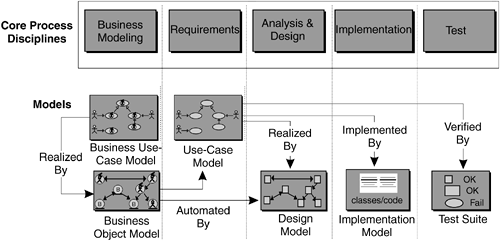 Core Process
Disciplines
Business
Modeling
Requirements
Analysis &
Design
Implementation
Test
Models
Realized
By
Business Use-
Case Model
Use-Case
Model
Realized
By
Implemented
By
Verified
By
B
B
B
B
Business
Object Model
Automated
By
Design
Model
classes/code
Implementation
Model
OK
OK
Fail
Test Suite